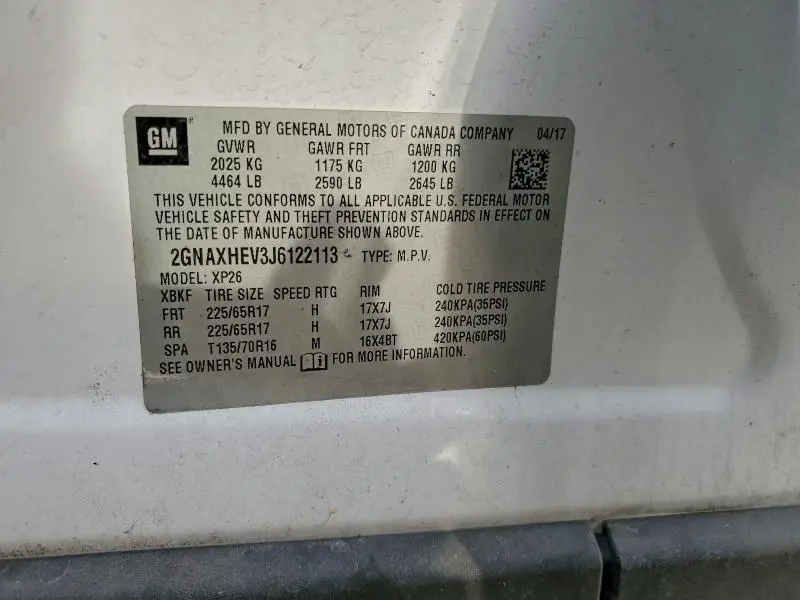 GM MFD BY GENERAL MOTORS OF CANADA COMPANY 04/17
GVWR GAWR FRT GAWR RR
2025 KG 1175 KG 1200 KG
4464 LB 2590 LB 2645 LB
THIS VEHICLE CONFORMS TO ALL APPLICABLE U.S. FEDERAL MOTOR
VEHICLE SAFETY AND THEFT PREVENTION STANDARDS IN EFFECT ON
THE DATE OF MANUFACTURE SHOWN ABOVE.
2GNAXHEV3J6122113 TYPE: M.P.V.
MODEL: XP26
XBKF TIRE SIZE SPEED RTG RIM COLD TIRE PRESSURE
FRT 225/65R17 H 17X7J 240KPA(35PSI)
RR 225/65R17 H 17X7J 240KPA(35PSI)
SPA T135/70R16 M 16X4BT 420KPA(60PSI)
SEE OWNER'S MANUAL FOR MORE INFORMATION.